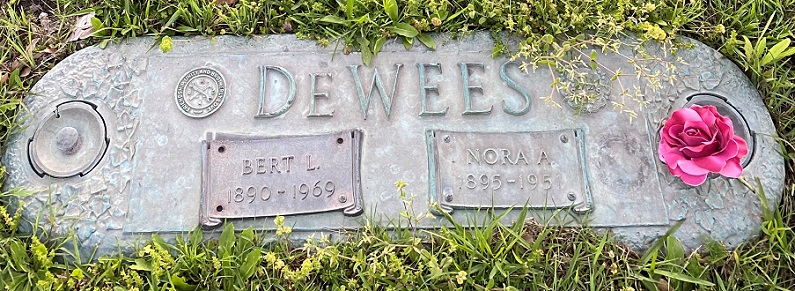 DEWEES
BERT L.
1890-1969
NORA A.
1895-1951